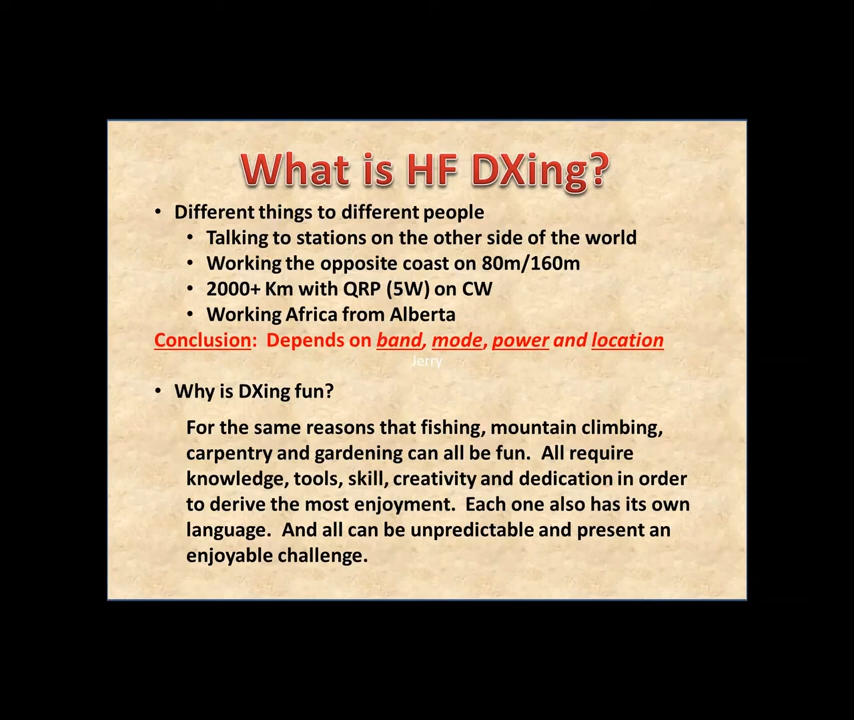 What is HF DXing?
• Different things to different people
• Talking to stations on the other side of the world
• Working the opposite coast on 80m/160m
• 2000+ Km with QRP (5W) on CW
• Working Africa from Alberta
Conclusion: Depends on band, mode, power and location
Jerry
• Why is DXing fun?
For the same reasons that fishing, mountain climbing,
carpentry and gardening can all be fun. All require
knowledge, tools, skill, creativity and dedication in order
to derive the most enjoyment. Each one also has its own
language. And all can be unpredictable and present an
enjoyable challenge.